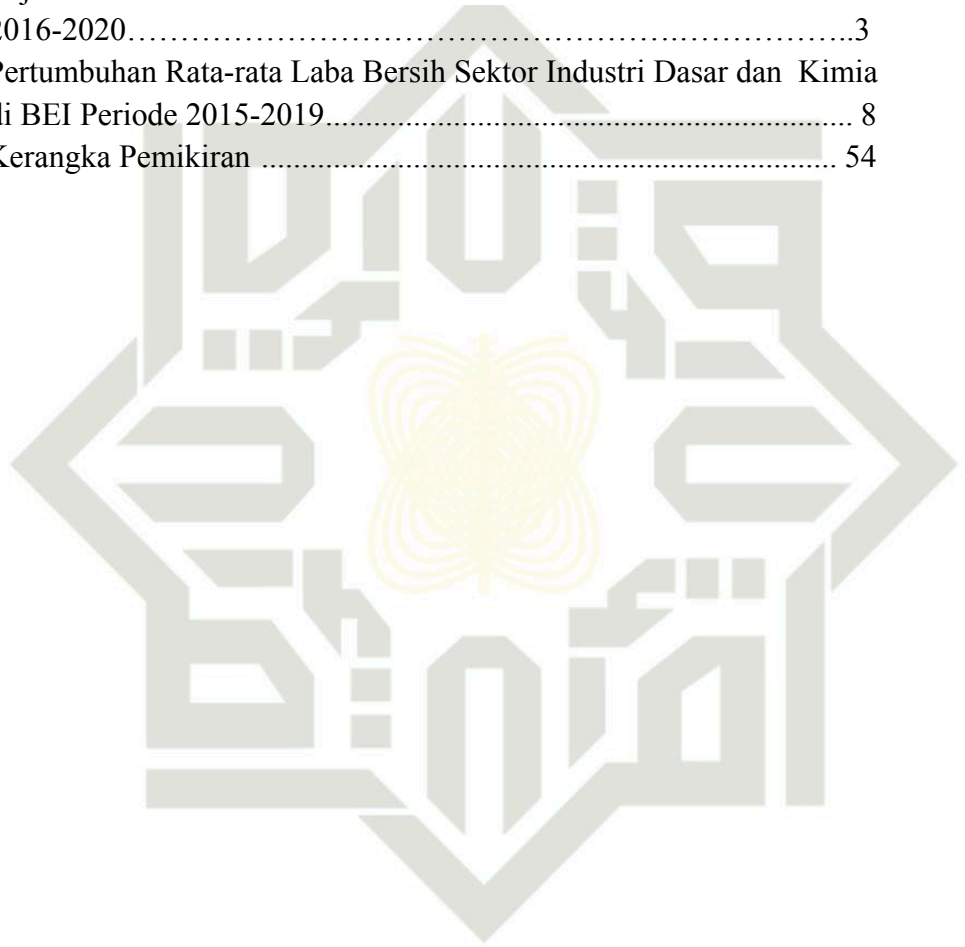 2016-2020……………………………………………….……………..3
Pertumbuhan Rata-rata Laba Bersih Sektor Industri Dasar dan Kimia
di BEI Periode 2015-2019.................................................................................. 8
Kerangka Pemikiran ......................................................................................... 54